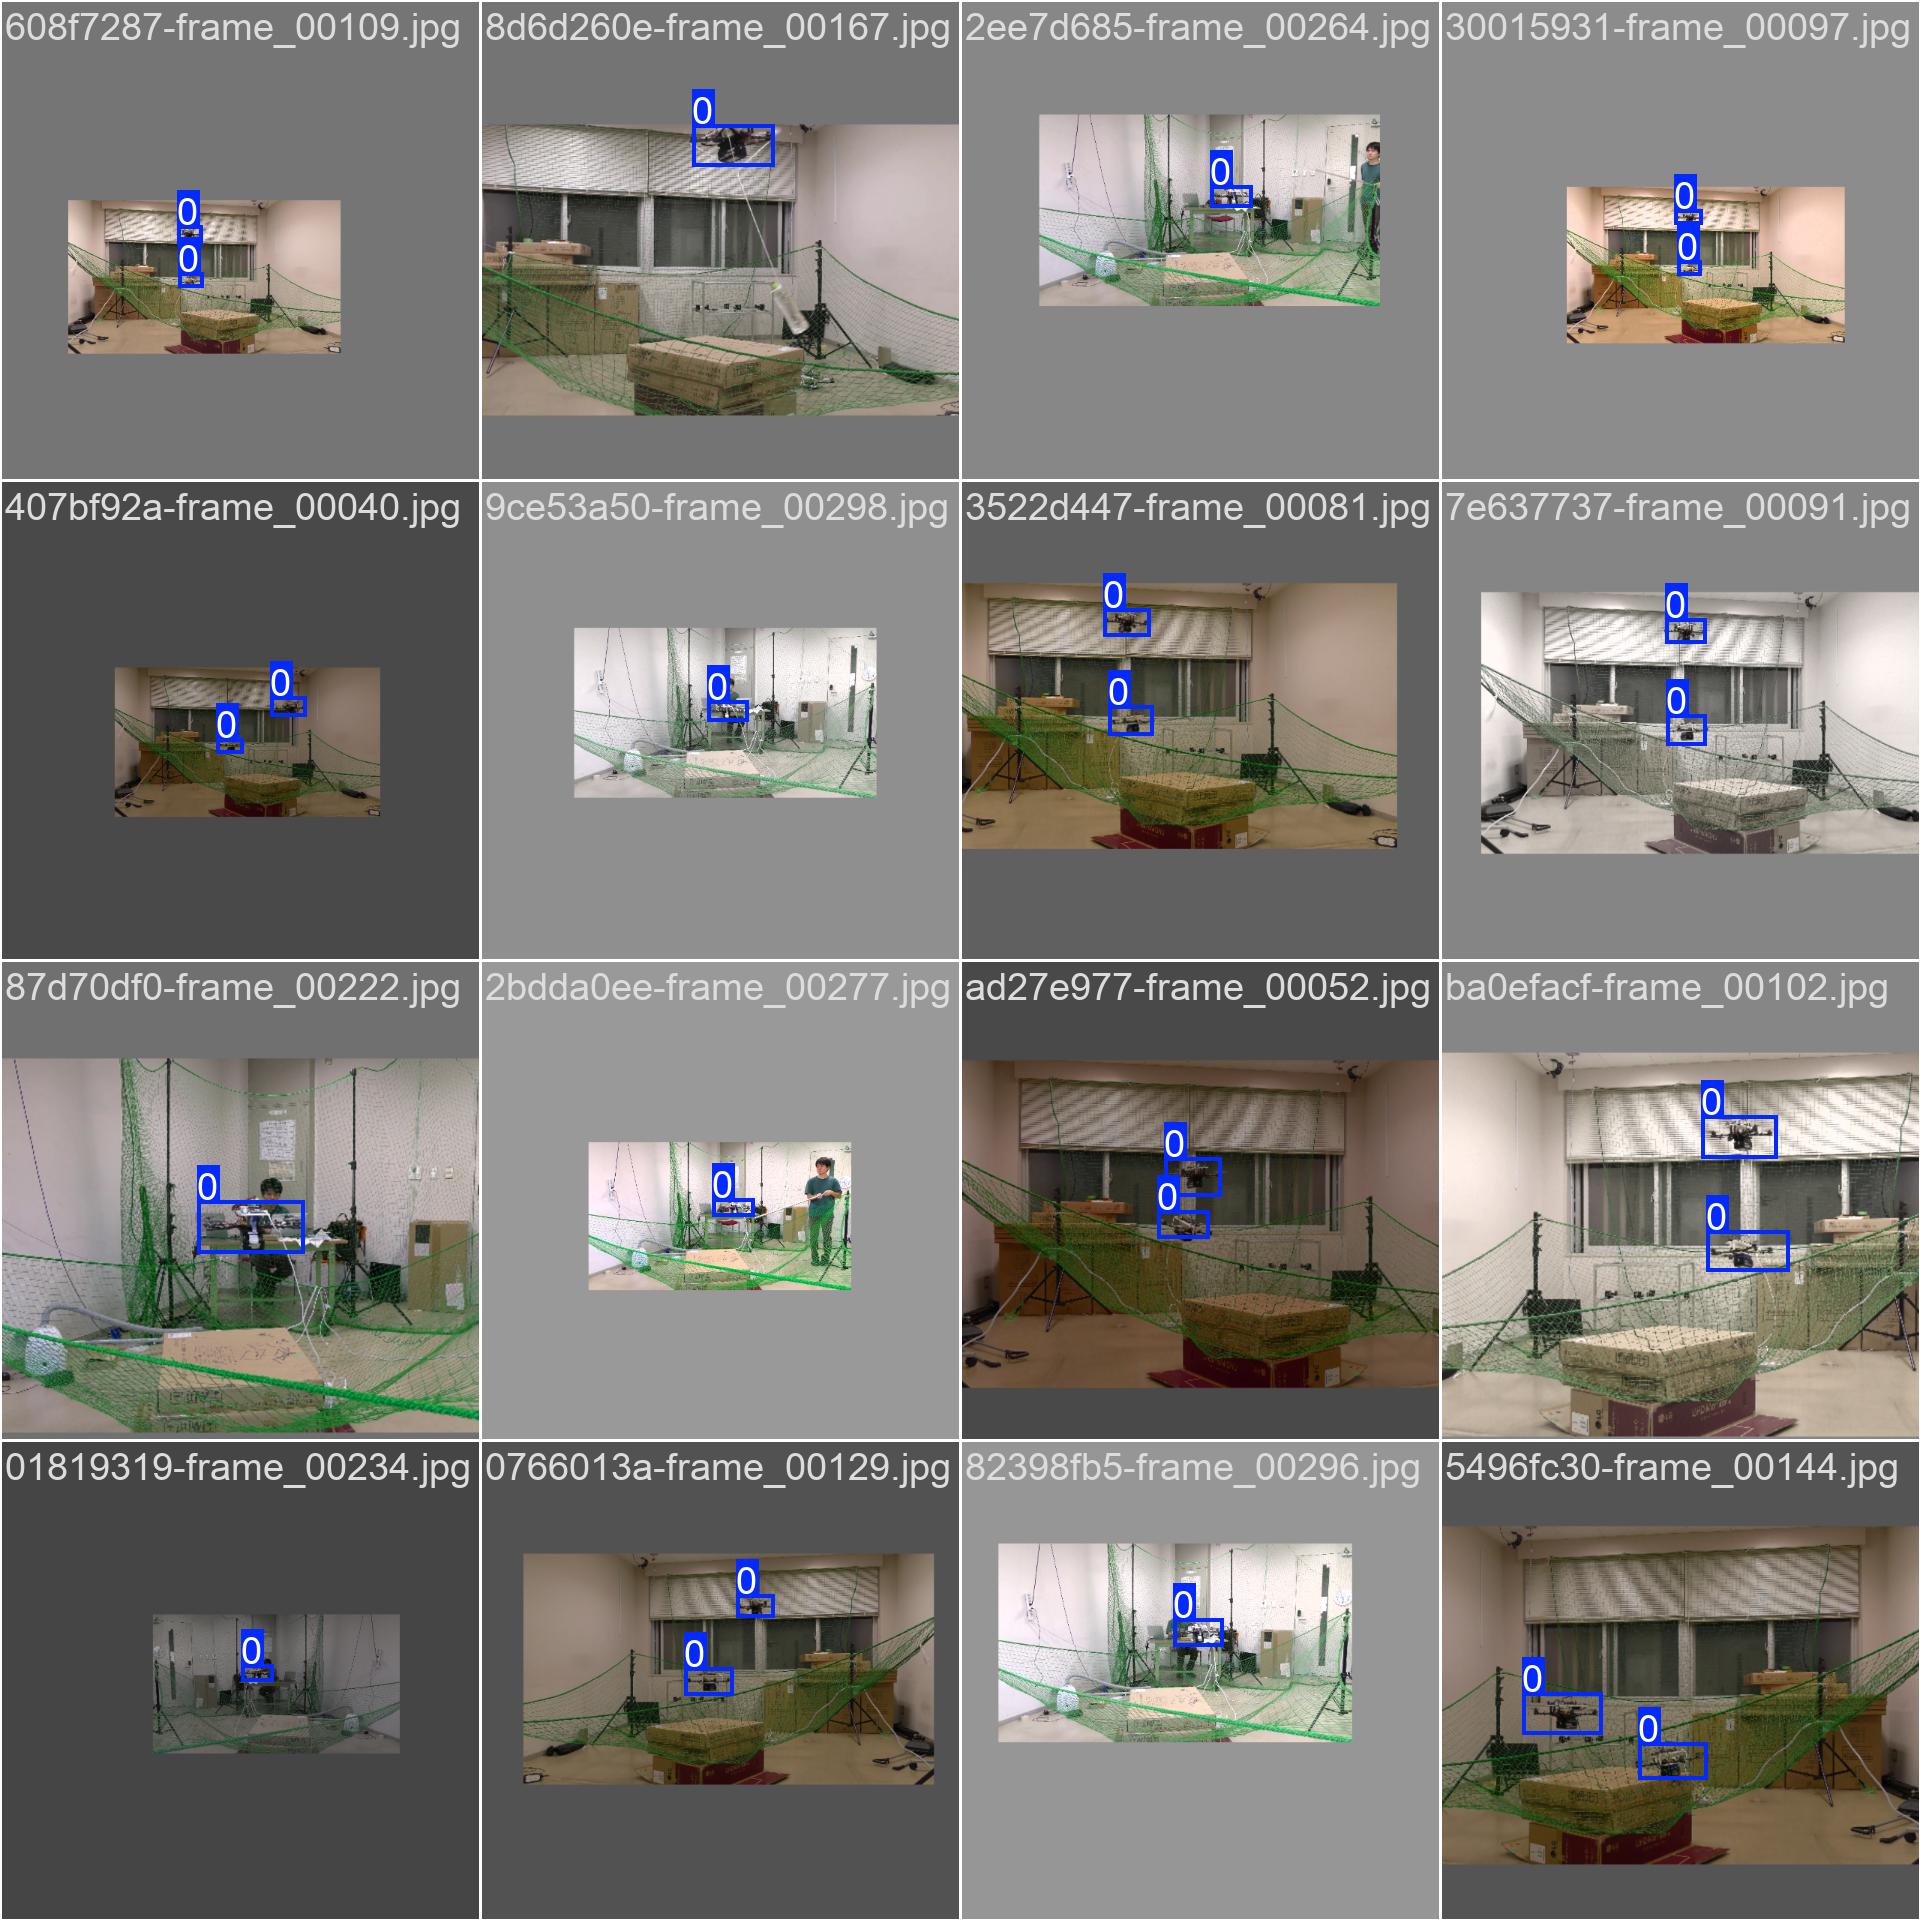 608f7287-frame_00109.jpg
8d6d260e-frame_00167.jpg
2ee7d685-frame_00264.jpg
30015931-frame_00097.jpg
0
0
0
0
0
0
407bf92a-frame_00040.jpg
9ce53a50-frame_00298.jpg
3522d447-frame_00081.jpg
7e637737-frame_00091.jpg
0
0
0
0
0
0
0
87d70df0-frame_00222.jpg
2bdda0ee-frame_00277.jpg
ad27e977-frame_00052.jpg
ba0efacf-frame_00102.jpg
0
0
0
0
0
0
01819319-frame_00234.jpg
0766013a-frame_00129.jpg
82398fb5-frame_00296.jpg
5496fc30-frame_00144.jpg
0
0
0
0
0
0